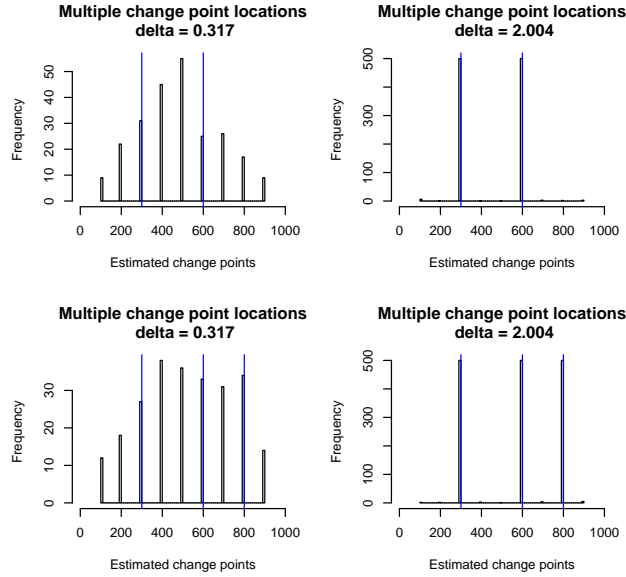 Multiple change point locations
delta = 0.317
Frequency
0 10 20 30 40 50
0 200 400 600 800 1000
Estimated change points
Multiple change point locations
delta = 2.004
Frequency
0 100 300 500
0 200 400 600 800 1000
Estimated change points
Multiple change point locations
delta = 0.317
Frequency
0 10 20 30
0 200 400 600 800 1000
Estimated change points
Multiple change point locations
delta = 2.004
Frequency
0 100 300 500
0 200 400 600 800 1000
Estimated change points